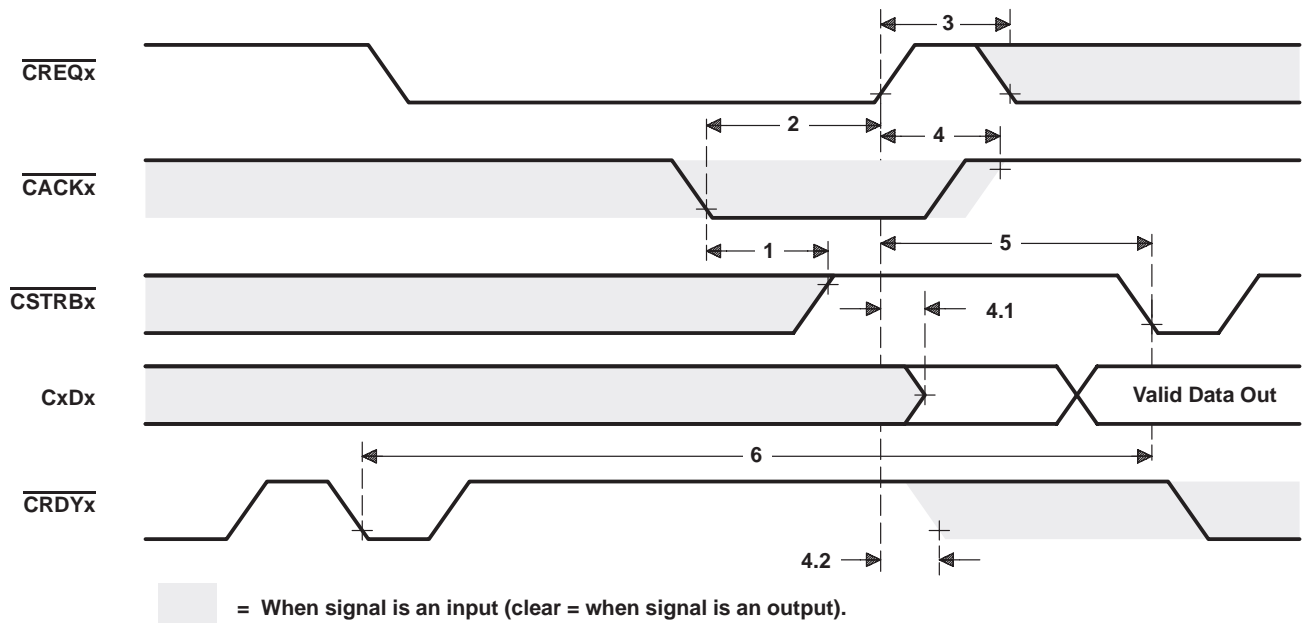 3
CREQx
2
4
CACKx
1
5
CSTRBx
4.1
CxDx
Valid Data Out
6
CRDYx
4.2
= When signal is an input (clear = when signal is an output).